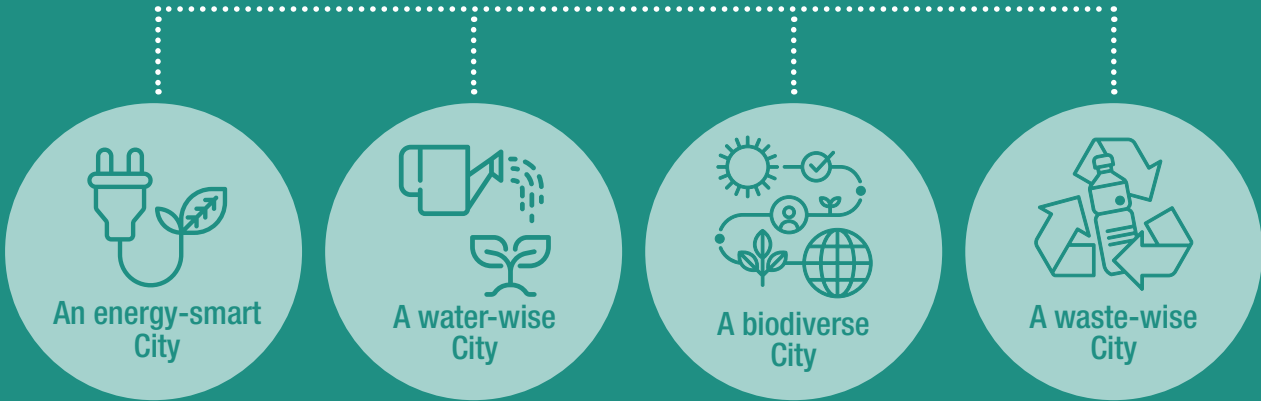 An energy-smart
City
A water-wise
City
A biodiverse
City
A waste-wise
City